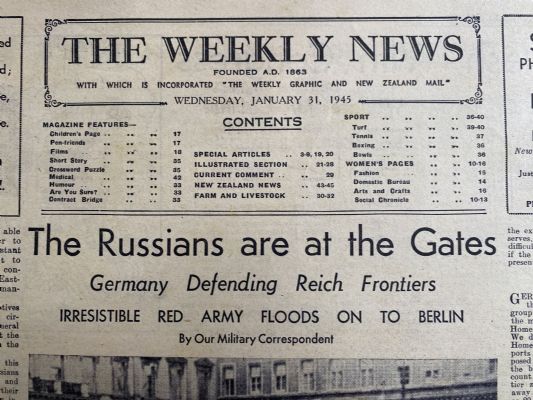 THE WEEKLY NEWS
FOUNDED A.D. 1863
WITH WHICH IS INCORPORATED "THE WEEKLY GRAPHIC AND NEW ZEALAND MAIL"
WEDNESDAY, JANUARY 31, 1945
CONTENTS
MAGAZINE FEATURES—
Children's Page .. .. .. 17
Pen-friends .. .. .. 17
Films .. .. .. 18
Short Story .. .. .. 35
Crossword Puzzle .. .. 35
Medical .. .. .. 42
Humour .. .. .. 33
Are You Sure? .. .. .. 33
Contract Bridge .. .. 33
SPECIAL ARTICLES .. 3-8, 19, 20
ILLUSTRATED SECTION .. .. 21-28
CURRENT COMMENT .. .. 29
NEW ZEALAND NEWS .. .. 43-45
FARM AND LIVESTOCK .. .. 30-32
SPORT .. .. .. 36-40
Turf .. .. .. 39-40
Tennis .. .. .. 37
Boxing .. .. .. 36
Bowls .. .. .. 36
WOMEN'S PAGES .. .. 10-16
Fashion .. .. .. 15
Domestic Bureau .. .. 14
Arts and Crafts .. .. 16
Social Chronicle .. .. 10-13
The Russians are at the Gates
Germany Defending Reich Frontiers
IRRESISTIBLE RED ARMY FLOODS ON TO BERLIN
By Our Military Correspondent